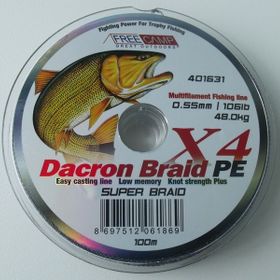 Fighting Power For Trophy Fishing
FREECAMP
GREAT OUTDOORS
401631
Multifilament Fishing line
0.55mm | 106lb
48.0kg
X4
Dacron Braid PE
Easy casting line Low memory Knot strength Plus
SUPER BRAID
8 697512 061869
100m